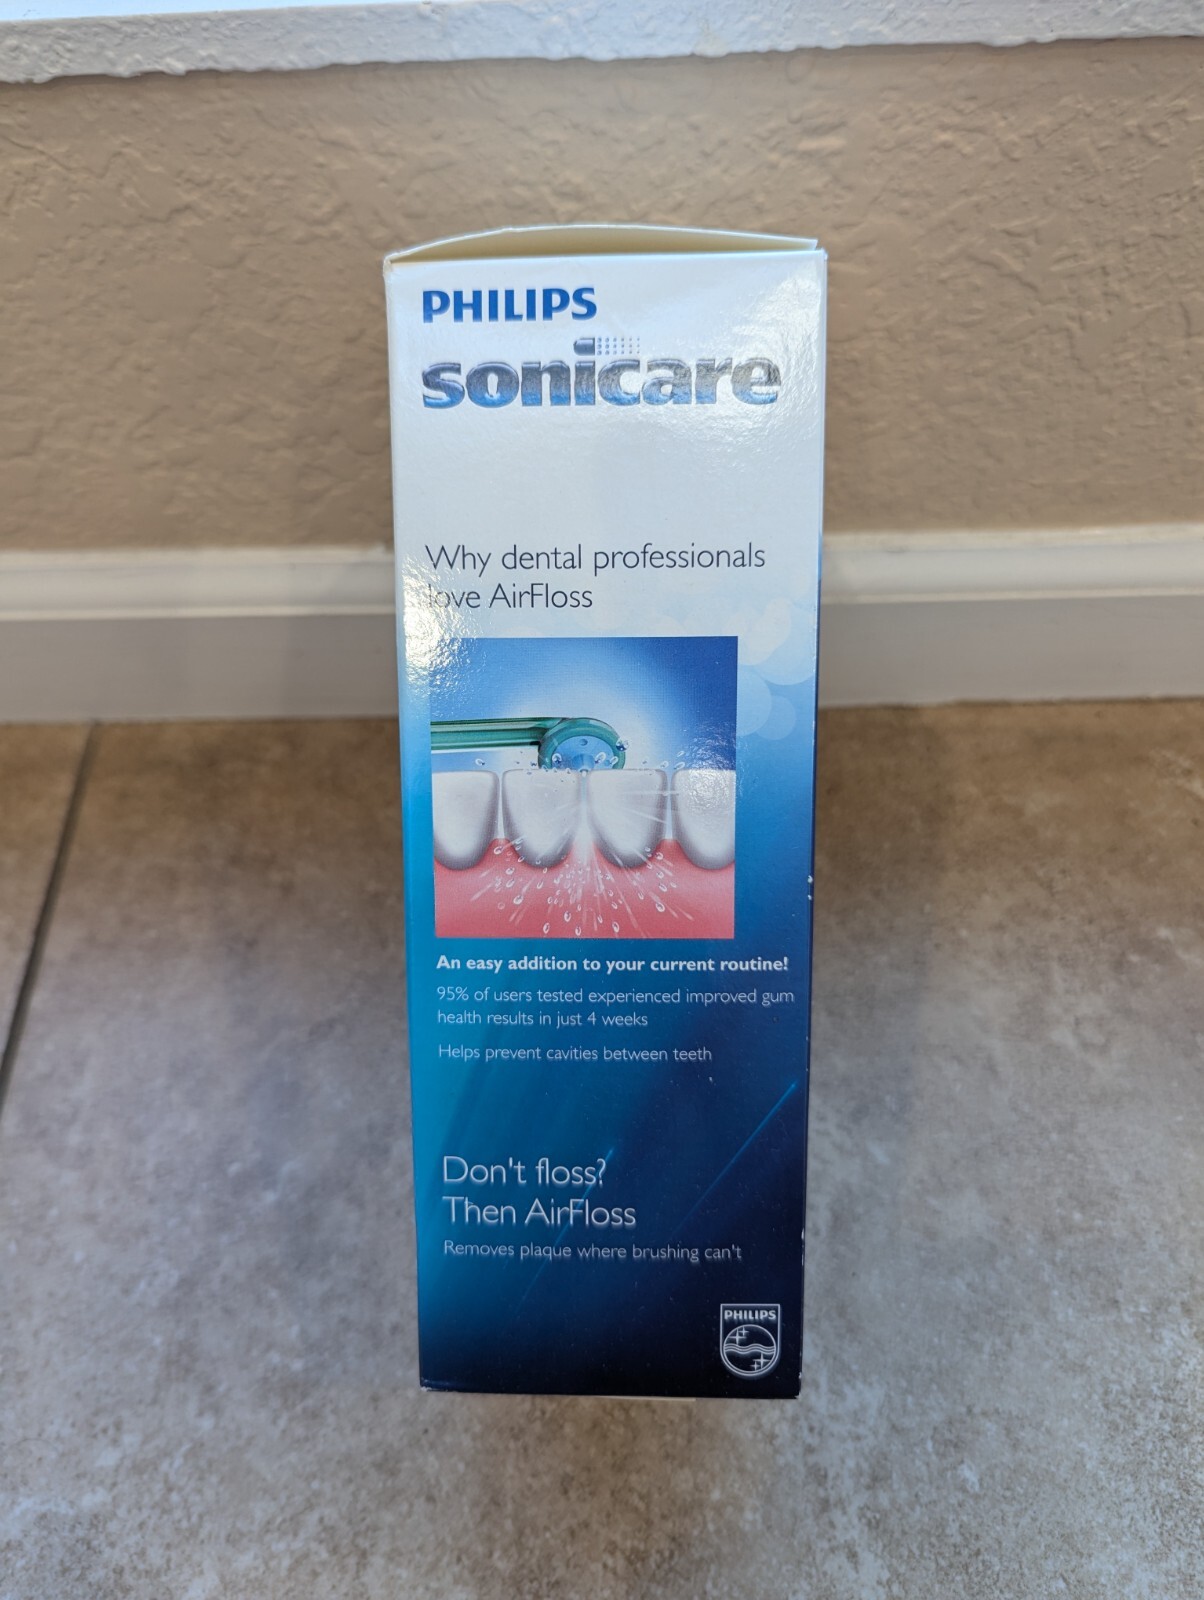 PHILIPS
sonicare
Why dental professionals
love AirFloss
An easy addition to your current routine!
95% of users tested experienced improved gum
health results in just 4 weeks
Helps prevent cavities between teeth
Don't floss?
Then AirFloss
Removes plaque where brushing can't
PHILIPS